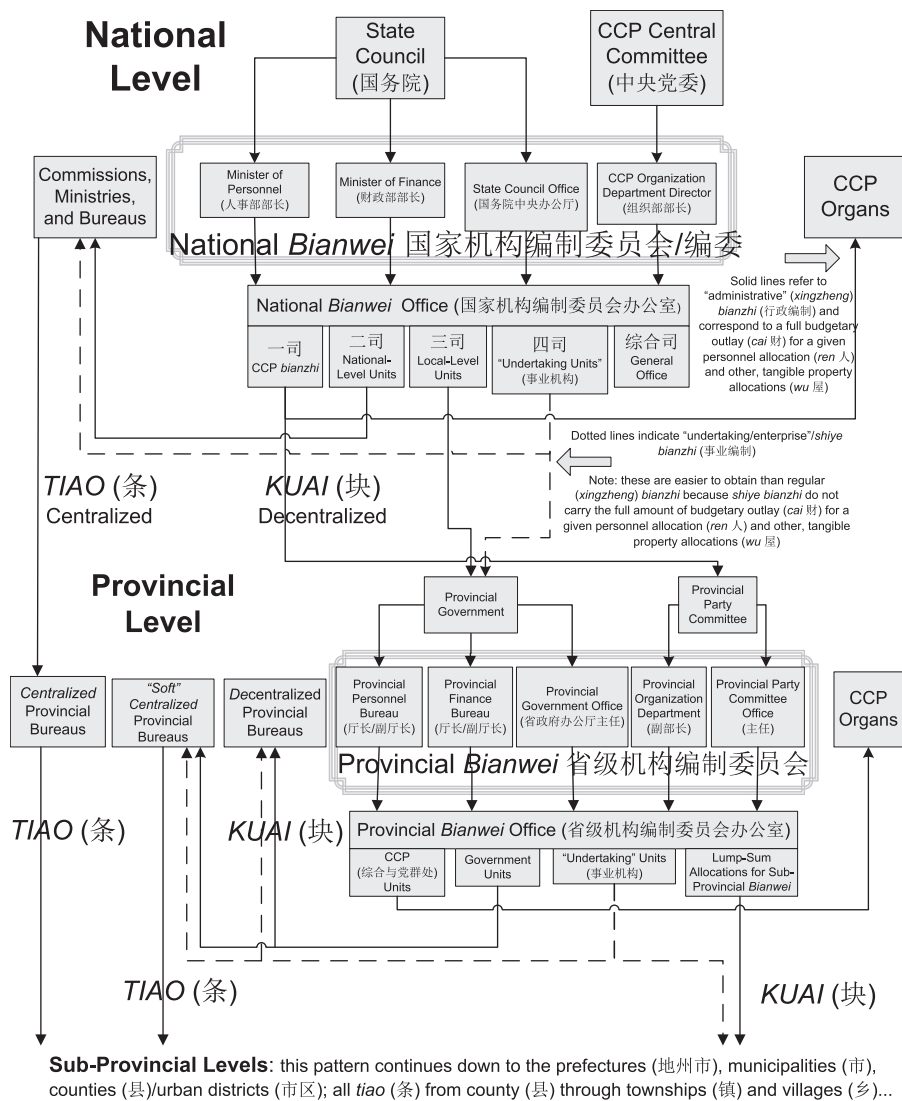 National
Level
State
Council
(国务院)
CCP Central
Committee
(中央党委)
Commissions,
Ministries,
and Bureaus
Minister of
Personnel
(人事部部长)
Minister of Finance
(财政部部长)
State Council Office
(国务院中央办公厅)
CCP Organization
Department Director
(组织部部长)
CCP
Organs
National Bianwei 国家机构编制委员会/编委
National Bianwei Office (国家机构编制委员会办公室)
一司
CCP bianzhi
二司
National-
Level Units
三司
Local-Level
Units
四司
“Undertaking Units”
(事业机构)
综合司
General
Office
Solid lines refer to
“administrative” (xingzheng)
bianzhi (行政编制) and
correspond to a full budgetary
outlay (cai 财) for a given
personnel allocation (ren 人)
and other, tangible property
allocations (wu 屋)
Dotted lines indicate “undertaking/enterprise”/shiye
bianzhi (事业编制)
Note: these are easier to obtain than regular
(xingzheng) bianzhi because shiye bianzhi do not
carry the full amount of budgetary outlay (cai 财) for
a given personnel allocation (ren 人) and other, tangible
property allocations (wu 屋)
TIAO (条)
Centralized
KUAI (块)
Decentralized
Provincial
Level
Provincial
Government
Provincial
Party
Committee
Centralized
Provincial
Bureaus
“Soft”
Centralized
Provincial
Bureaus
Decentralized
Provincial
Bureaus
Provincial
Personnel
Bureau
(厅长/副厅长)
Provincial
Finance
Bureau
(厅长/副厅长)
Provincial
Government Office
(省政府办公厅主任)
Provincial
Organization
Department
(副部长)
Provincial Party
Committee
Office
(主任)
CCP
Organs
Provincial Bianwei 省级机构编制委员会
TIAO (条)
KUAI (块)
Provincial Bianwei Office (省级机构编制委员会办公室)
CCP
(综合与党群处)
Units
Government
Units
“Undertaking” Units
(事业机构)
Lump-Sum
Allocations for Sub-
Provincial Bianwei
TIAO (条)
KUAI (块)
Sub-Provincial Levels: this pattern continues down to the prefectures (地州市), municipalities (市),
counties (县)/urban districts (市区); all tiao (条) from county (县) through townships (镇) and villages (乡)...